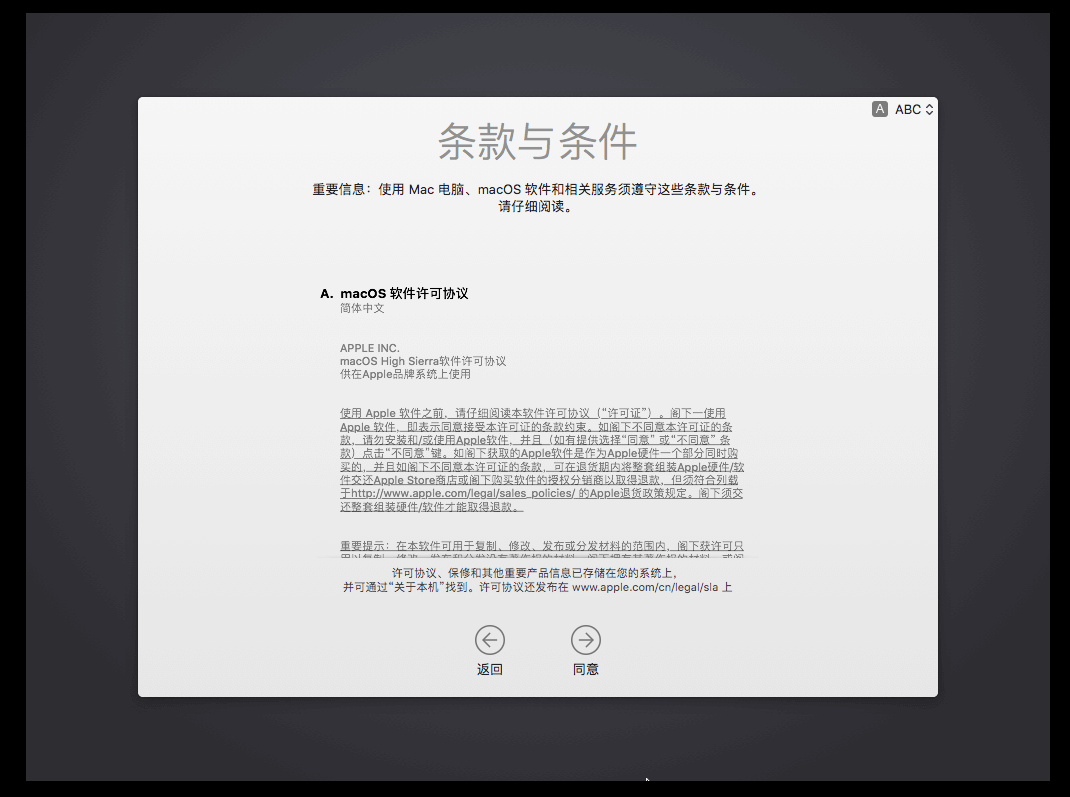 A ABC
条款与条件
重要信息：使用 Mac 电脑、macOS 软件和相关服务须遵守这些条款与条件。
请仔细阅读。
A. macOS 软件许可协议
简体中文
APPLE INC.
macOS High Sierra软件许可协议
供在Apple品牌系统上使用
使用 Apple 软件之前，请仔细阅读本软件许可协议（“许可证”）。阁下一使用
Apple 软件，即表示同意接受本许可证的条款约束。如阁下不同意本许可证的条
款，请勿安装和/或使用Apple软件，并且（如有提供选择“同意” 或“不同意” 条
款）点击“不同意”键。如阁下获取的Apple软件是作为Apple硬件一个部分同时购
买的，并且如阁下不同意本许可证的条款，可在退货期内将整套组装Apple硬件/软
件交还Apple Store商店或阁下购买软件的授权分销商以取得退款，但须符合列载
于http://www.apple.com/legal/sales_policies/ 的Apple退货政策规定。阁下须交
还整套组装硬件/软件才能取得退款。
重要提示：在本软件可用于复制、修改、发布或分发材料的范围内，阁下获许可只
许可协议、保修和其他重要产品信息已存储在您的系统上，
并可通过“关于本机”找到。许可协议还发布在 www.apple.com/cn/legal/sla 上
返回 同意